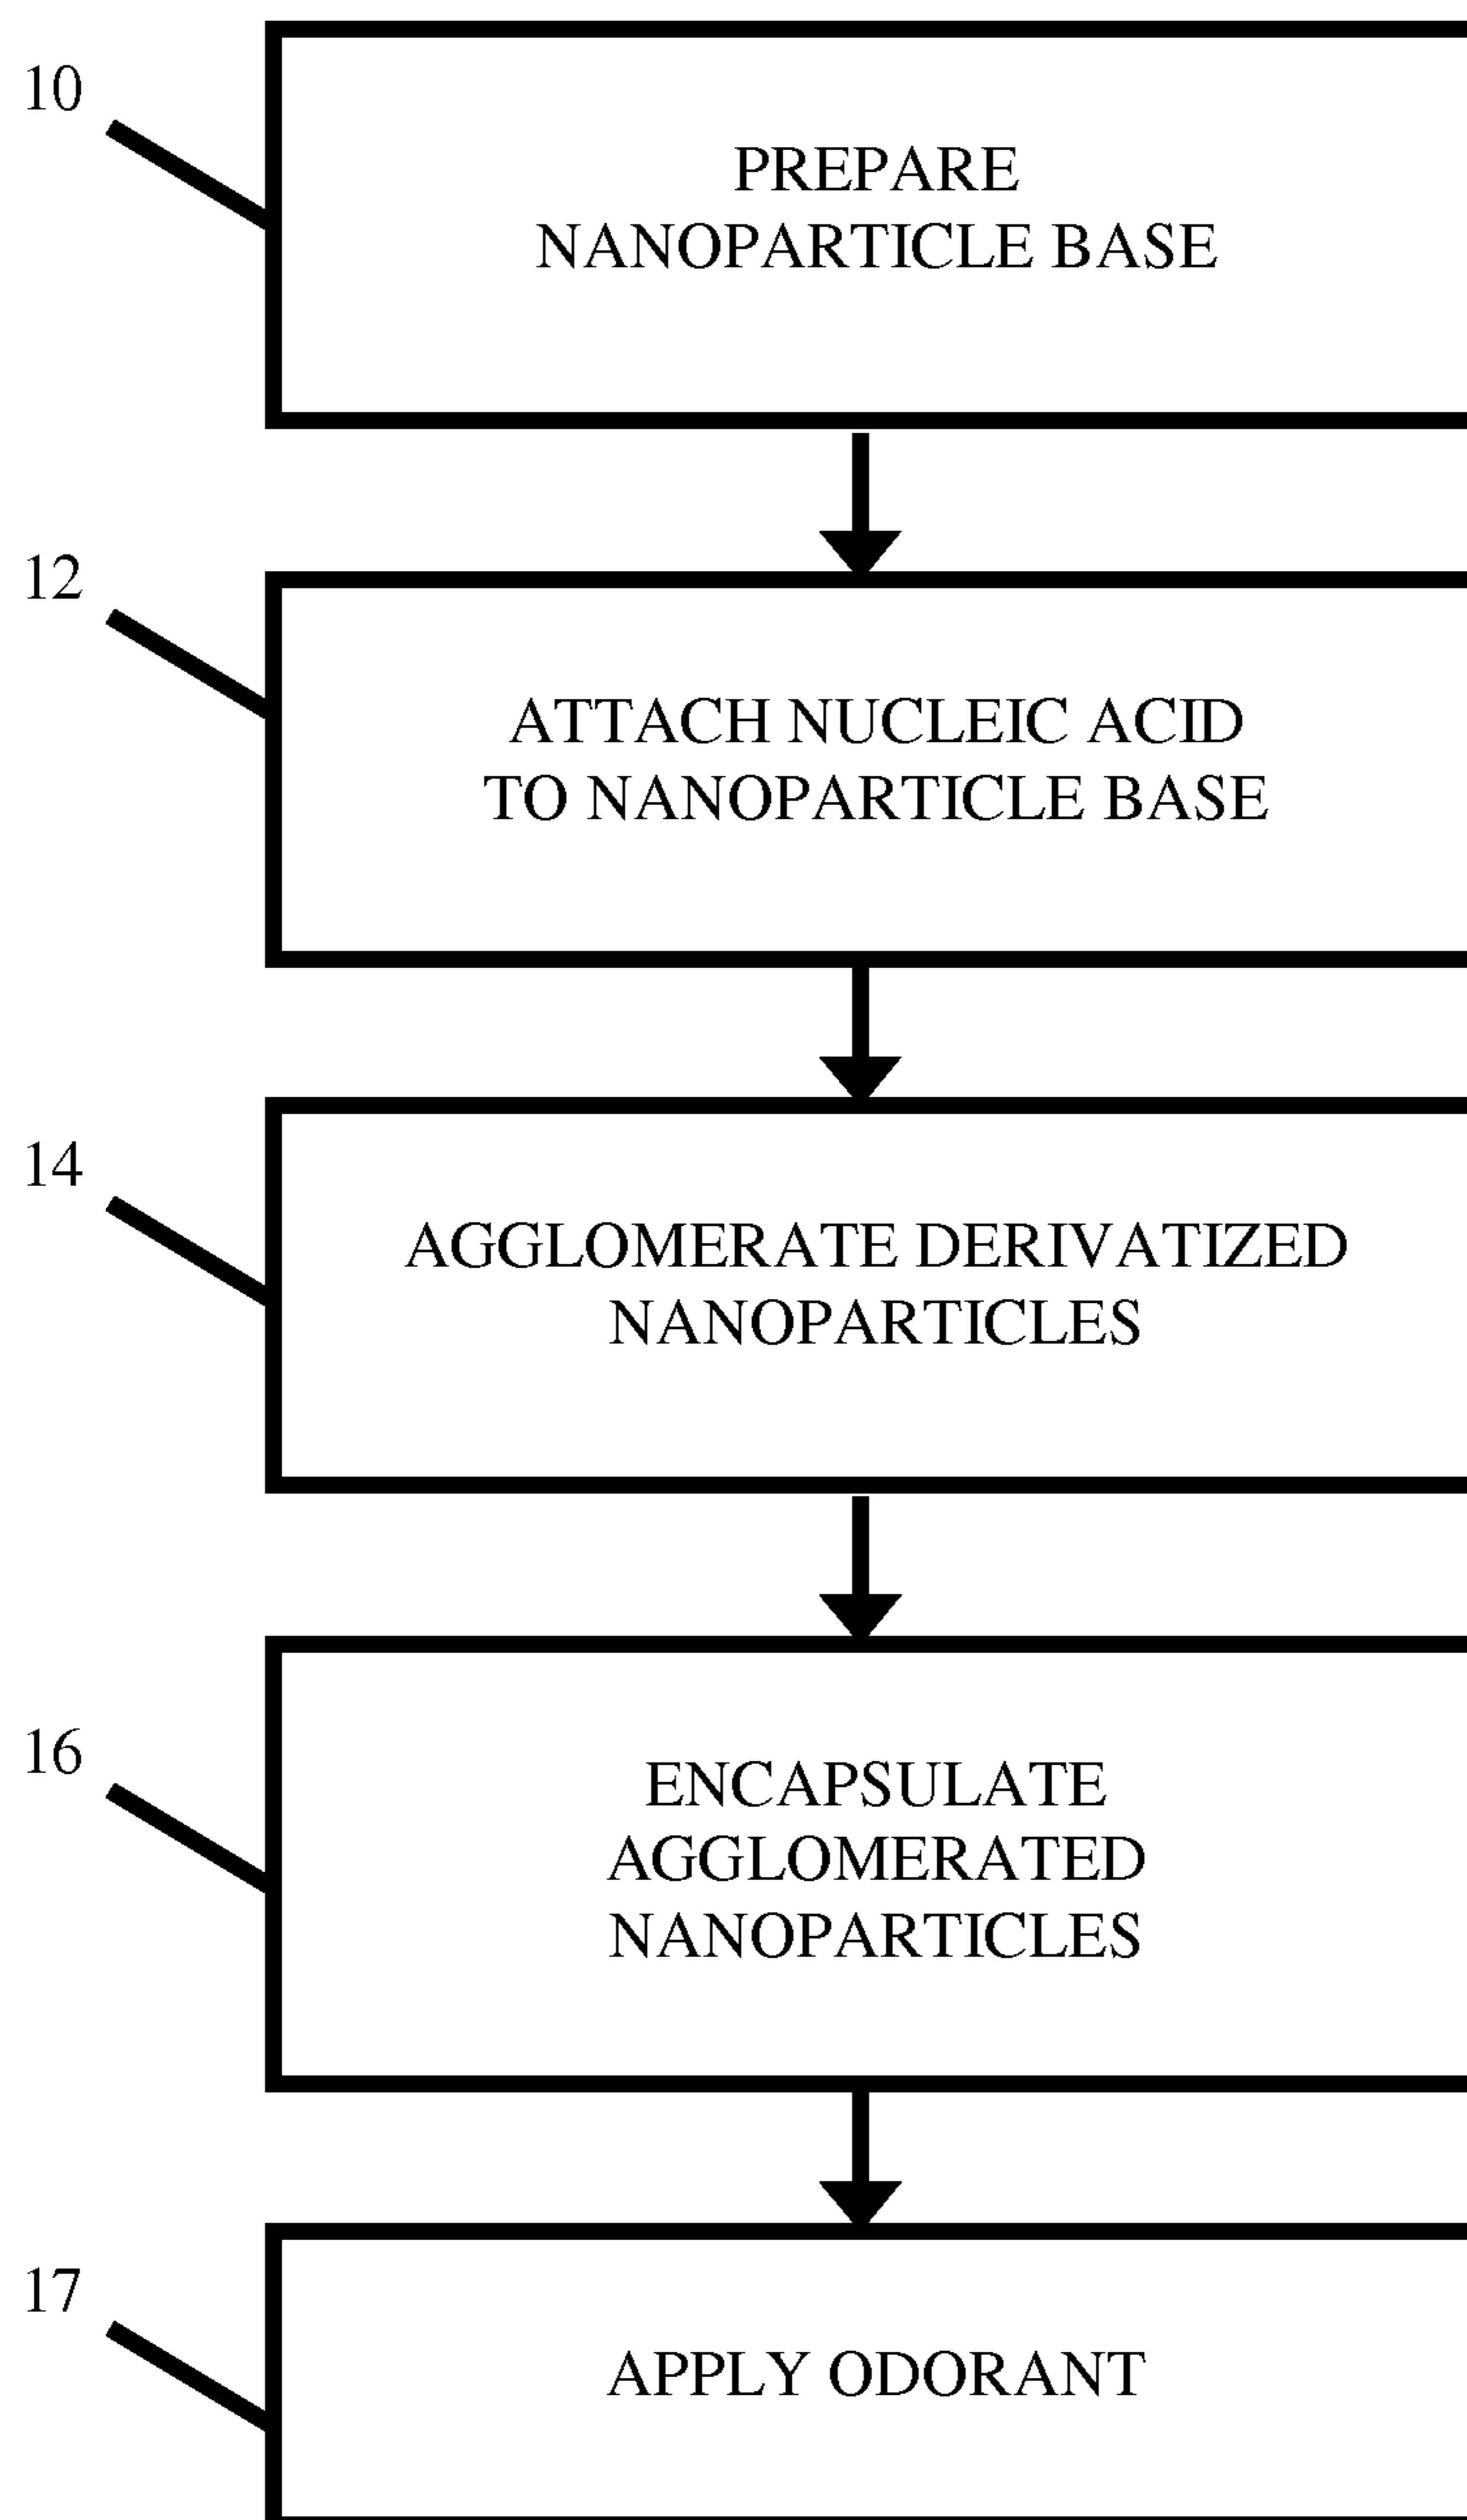 10
PREPARE
NANOPARTICLE BASE
12
ATTACH NUCLEIC ACID
TO NANOPARTICLE BASE
14
AGGLOMERATE DERIVATIZED
NANOPARTICLES
16
ENCAPSULATE
AGGLOMERATED
NANOPARTICLES
17
APPLY ODORANT